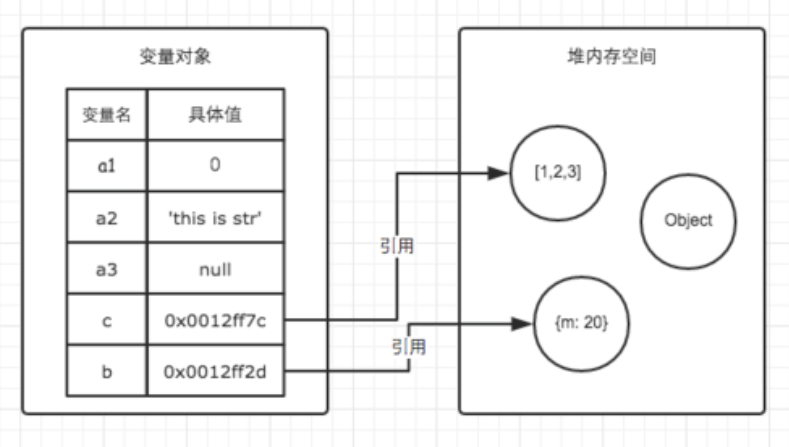 变量对象
变量名 具体值
a1 0
a2 'this is str'
a3 null
c 0x0012ff7c
b 0x0012ff2d
引用
引用
堆内存空间
[1,2,3]
Object
{m: 20}